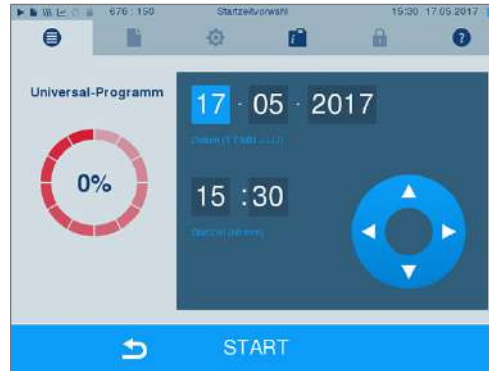 676 : 150 Startzeitvorwahl 15:30 17.05.2017
Universal-Programm
17 . 05 . 2017
0%
15 : 30
START